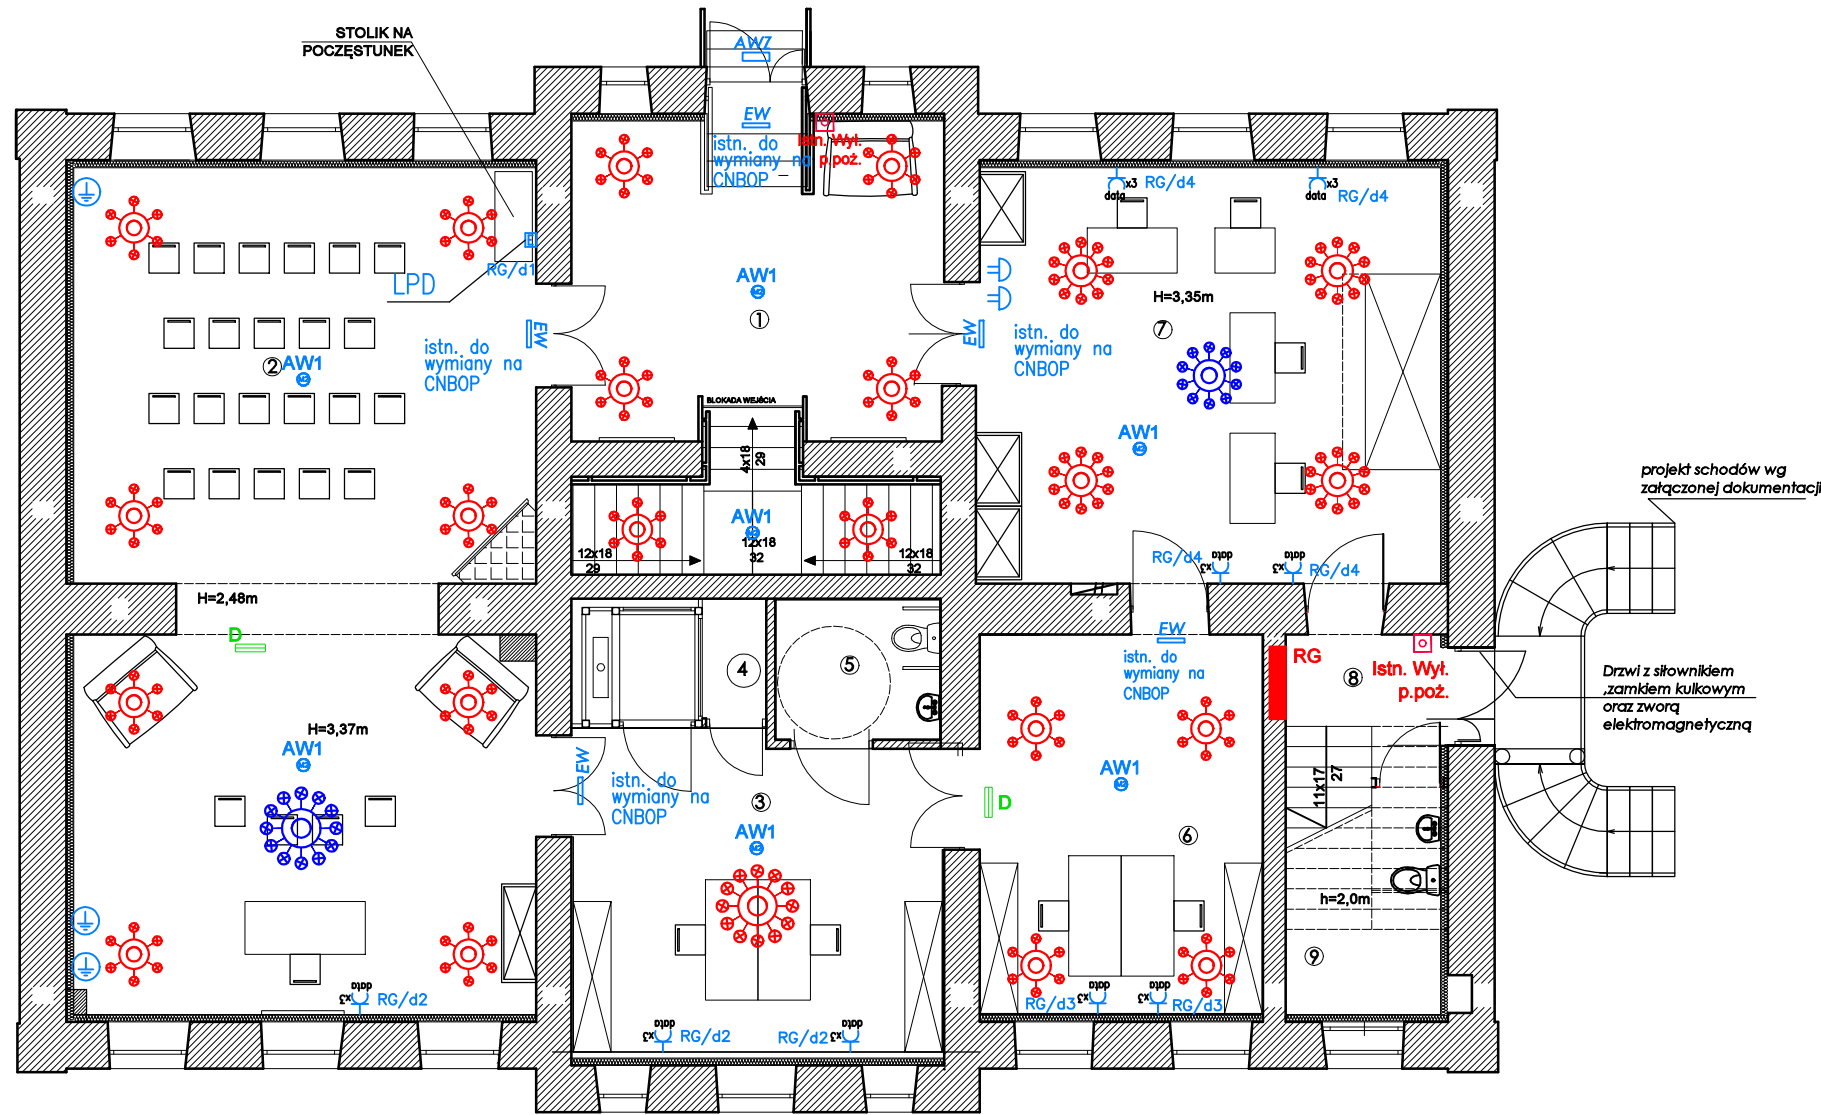 STOLIK NA
POCZĘSTUNEK
AWZ
EW
istn. do
wymiany na
CNBOP
Istn. Wył.
p.poż.
x3
data
RG/d4
x3
data
RG/d4
RG/d1
LPD
AW1
1
H=3,35m
7
EW
istn. do
wymiany na
CNBOP
EW
istn. do
wymiany na
CNBOP
2
AW1
BLOKADA WEJŚCIA
4x18
29
AW1
AW1
12x18
29
12x18
32
12x18
32
projekt schodów wg
załączonej dokumentacji
RG/d4
data
x3
data
x3
RG/d4
H=2,48m
D
EW
istn. do
wymiany na
CNBOP
RG
Istn. Wył.
p.poż.
8
4
5
Drzwi z siłownikiem
,zamkiem kulkowym
oraz zworą
elektromagnetyczną
H=3,37m
AW1
EW
istn. do
wymiany na
CNBOP
3
AW1
AW1
D
6
11x17
27
h=2,0m
9
data
x3
RG/d2
data
x3
RG/d2
RG/d2
data
x3
RG/d3
data
x3
data
x3
RG/d3